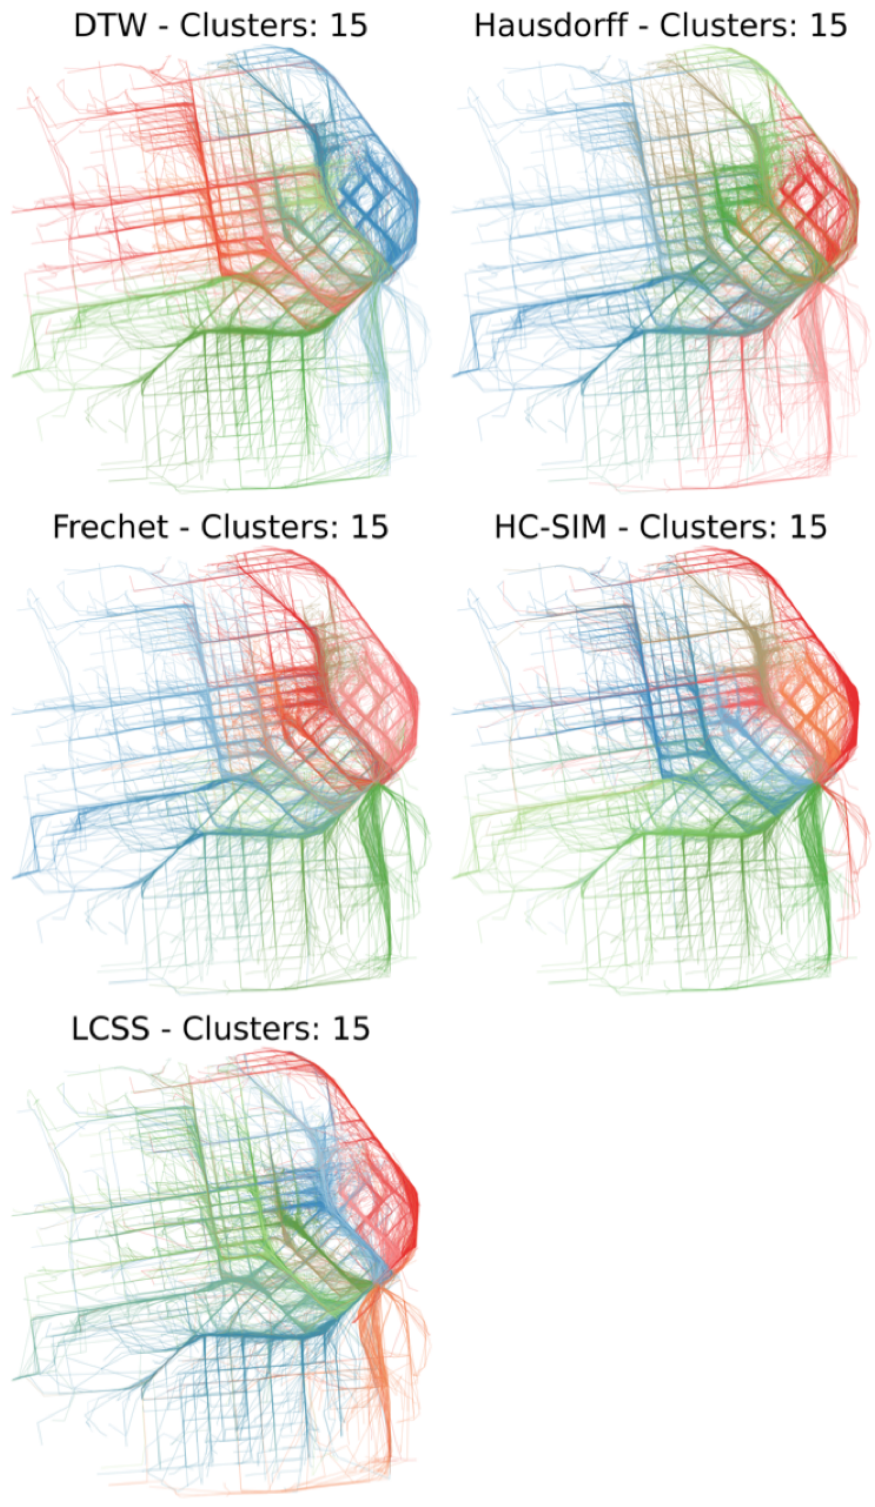 DTW - Clusters: 15
Hausdorff - Clusters: 15
Frechet - Clusters: 15
HC-SIM - Clusters: 15
LCSS - Clusters: 15